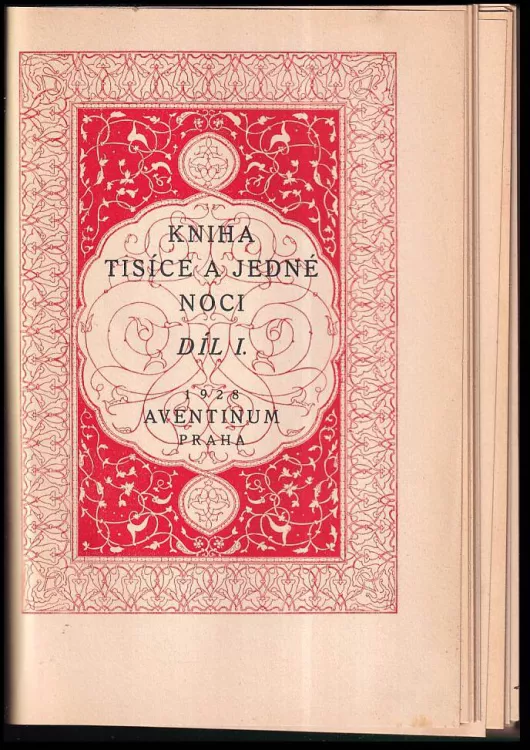 KNIHA
TISÍCE A JEDNÉ
NOCI
DÍL I.
1928
AVENTINUM
PRAHA